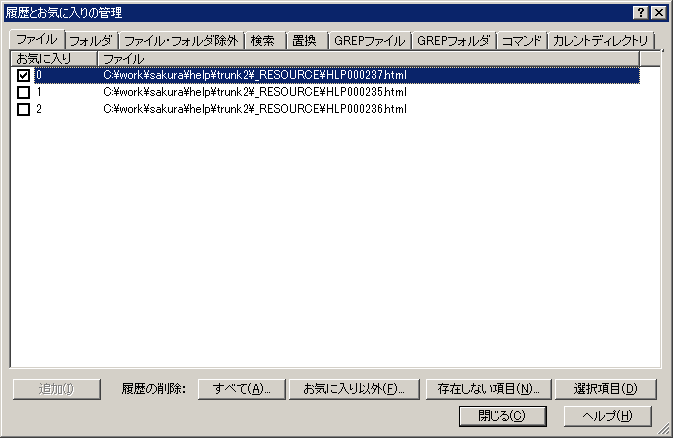 履歴とお気に入りの管理
ファイル フォルダ ファイル・フォルダ除外 検索 置換 GREPファイル GREPフォルダ コマンド カレントディレクトリ
お気に入り ファイル
0 C:¥work¥sakura¥help¥trunk2¥_RESOURCE¥HLP000237.html
1 C:¥work¥sakura¥help¥trunk2¥_RESOURCE¥HLP000235.html
2 C:¥work¥sakura¥help¥trunk2¥_RESOURCE¥HLP000236.html
追加(I) 履歴の削除: すべて(A)... お気に入り以外(F)... 存在しない項目(N)... 選択項目(D)
閉じる(C) ヘルプ(H)